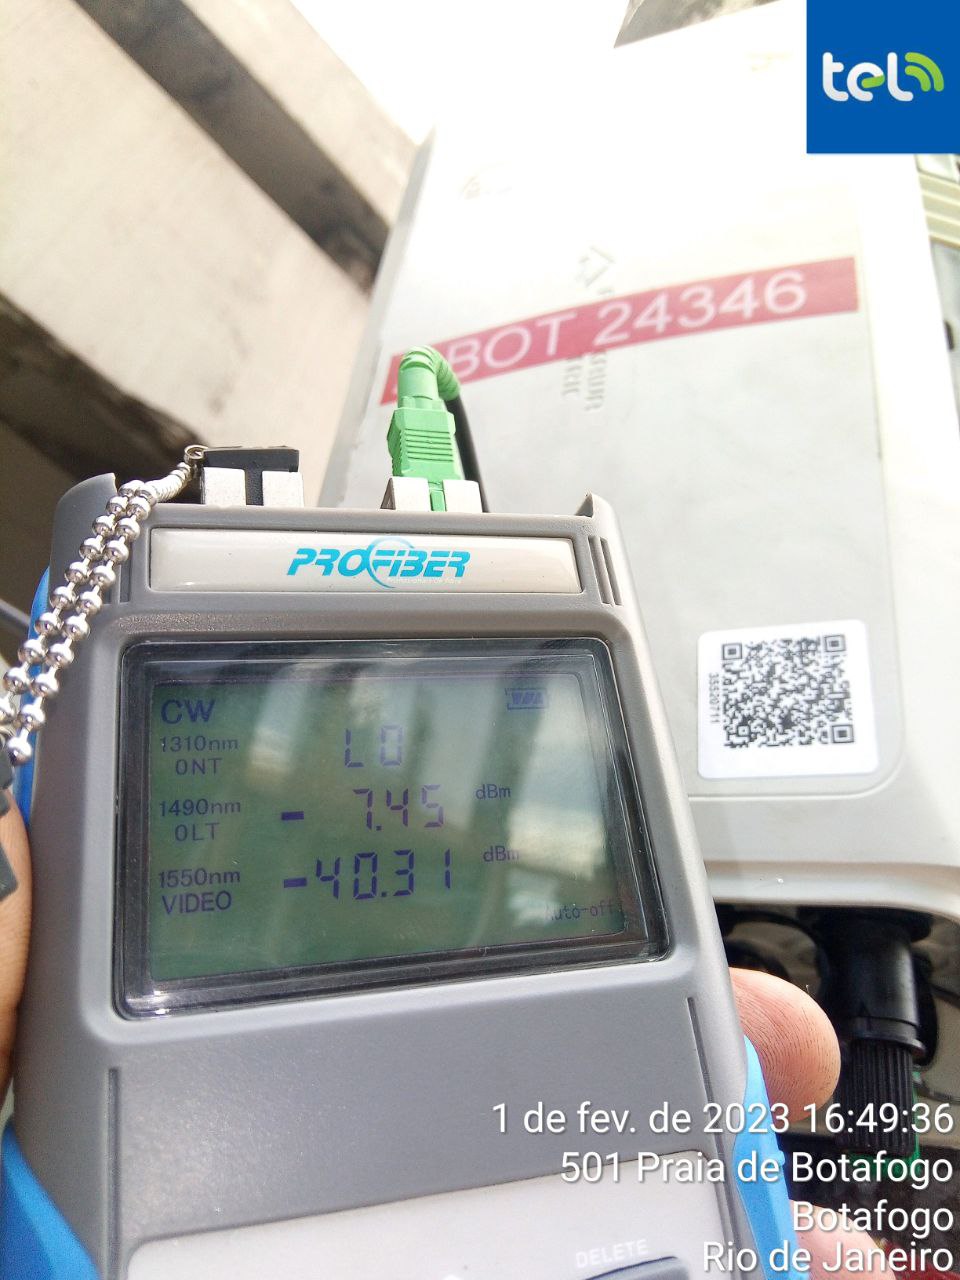 tel
BOT 24346
PROFIBER
CW
1310nm
ONT
LO
1490nm
OLT
- 7.45 dBm
1550nm
VIDEO
-40.31 dBm
Auto-off
DELETE
1 de fev. de 2023 16:49:36
501 Praia de Botafogo
Botafogo
Rio de Janeiro